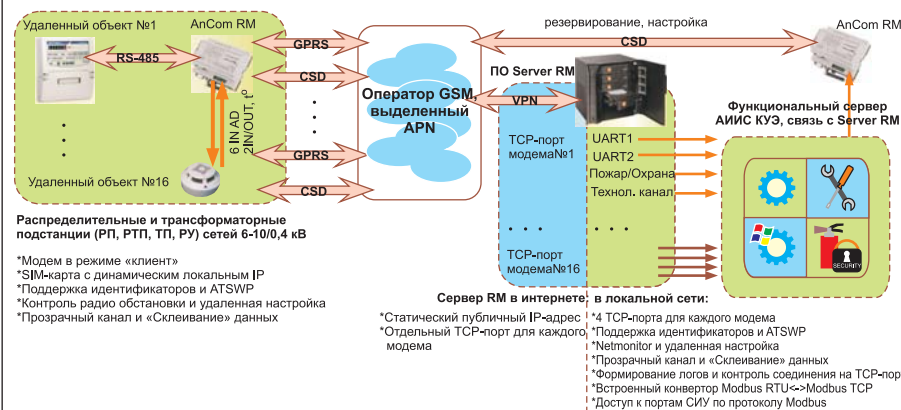 Удаленный объект №1
AnCom RM
RS-485
6 IN AD
2IN/OUT, t°
Удаленный объект №16
GPRS
CSD
GPRS
CSD
Оператор GSM,
выделенный
APN
резервирование, настройка
CSD
AnCom RM
ПО Server RM
VPN
TCP-порт
модема№1
UART1
UART2
Пожар/Охрана
Технол. канал
. . .
. . .
TCP-порт
модема№16
Функциональный сервер
АИИС КУЭ, связь с Server RM
SECURITY
Распределительные и трансформаторные
подстанции (РП, РТП, ТП, РУ) сетей 6-10/0,4 кВ
*Модем в режиме «клиент»
*SIM-карта с динамическим локальным IP
*Поддержка идентификаторов и ATSWP
*Контроль радио обстановки и удаленная настройка
*Прозрачный канал и «Склеивание» данных
Сервер RM в интернете:
*Статический публичный IP-адрес
*Отдельный TCP-порт для каждого
модема
в локальной сети:
*4 TCP-порта для каждого модема
*Поддержка идентификаторов и ATSWP
*Netmonitor и удаленная настройка
*Прозрачный канал и «Склеивание» данных
*Формирование логов и контроль соединения на TCP-пор
*Встроенный конвертор Modbus RTU<->Modbus TCP
*Доступ к портам СИУ по протоколу Modbus